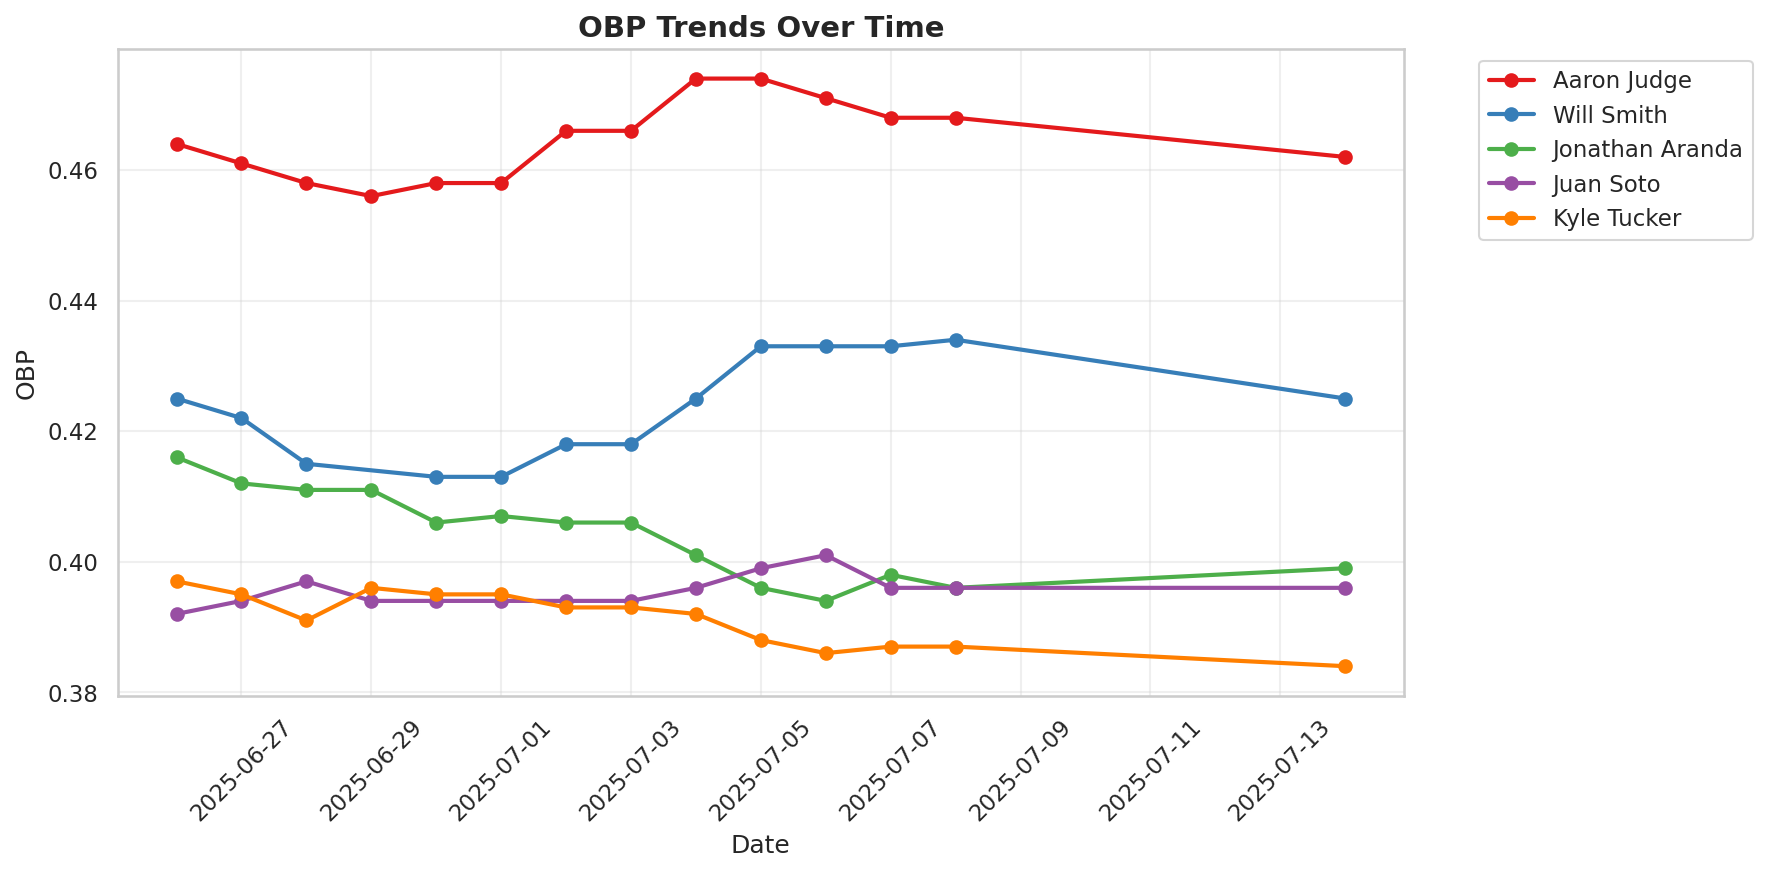 OBP Trends Over Time
Aaron Judge
Will Smith
Jonathan Aranda
Juan Soto
Kyle Tucker
OBP
0.46
0.44
0.42
0.40
0.38
2025-06-27
2025-06-29
2025-07-01
2025-07-03
2025-07-05
2025-07-07
2025-07-09
2025-07-11
2025-07-13
Date